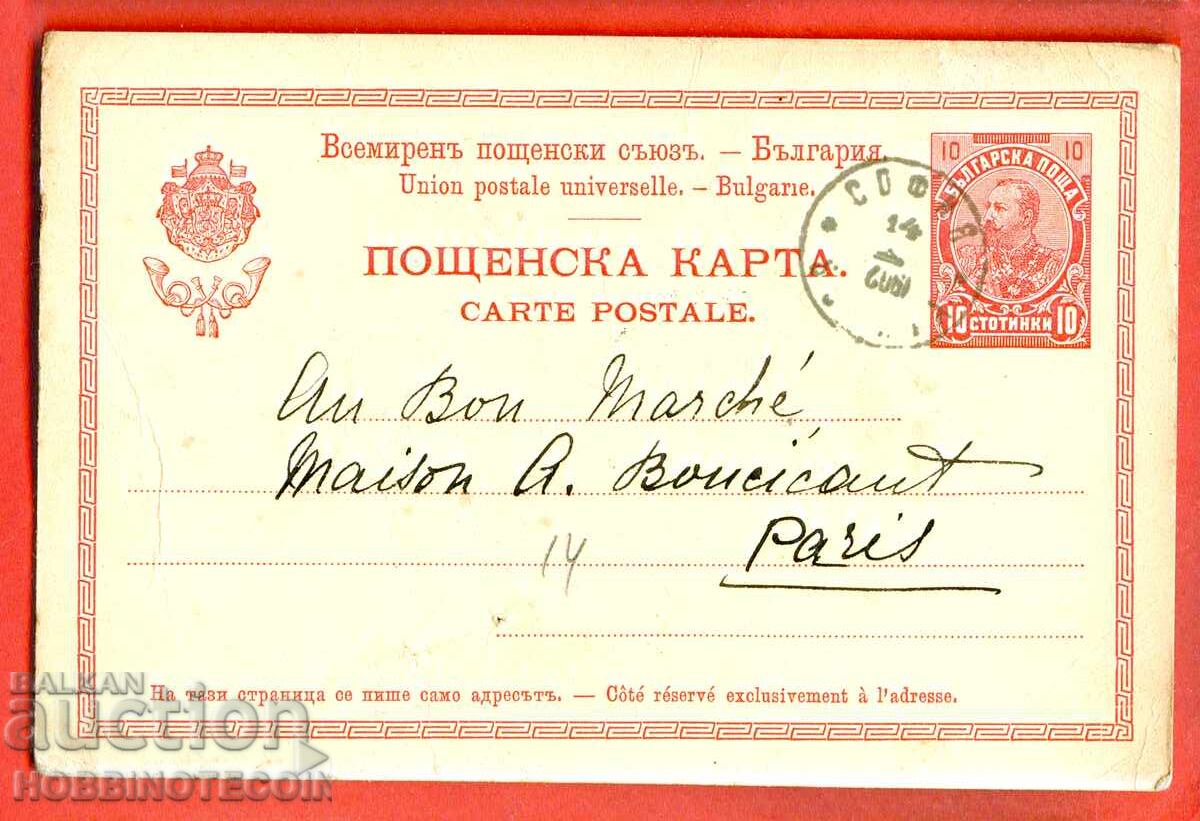 Всемиренъ пощенски съюзъ. — България.
Union postale universelle. — Bulgarie.
ПОЩЕНСКА КАРТА.
CARTE POSTALE.
10 10
БЪЛГАРСКА ПОЩА
10 СТОТИНКИ 10
СОФ
14
Au Bon Marché
Maison A. Boucicaut
Paris
14
На тази страница се пише само адресътъ. — Côté réservé exclusivement à l'adresse.
BALKAN
auction
HOBBINOTECOIN